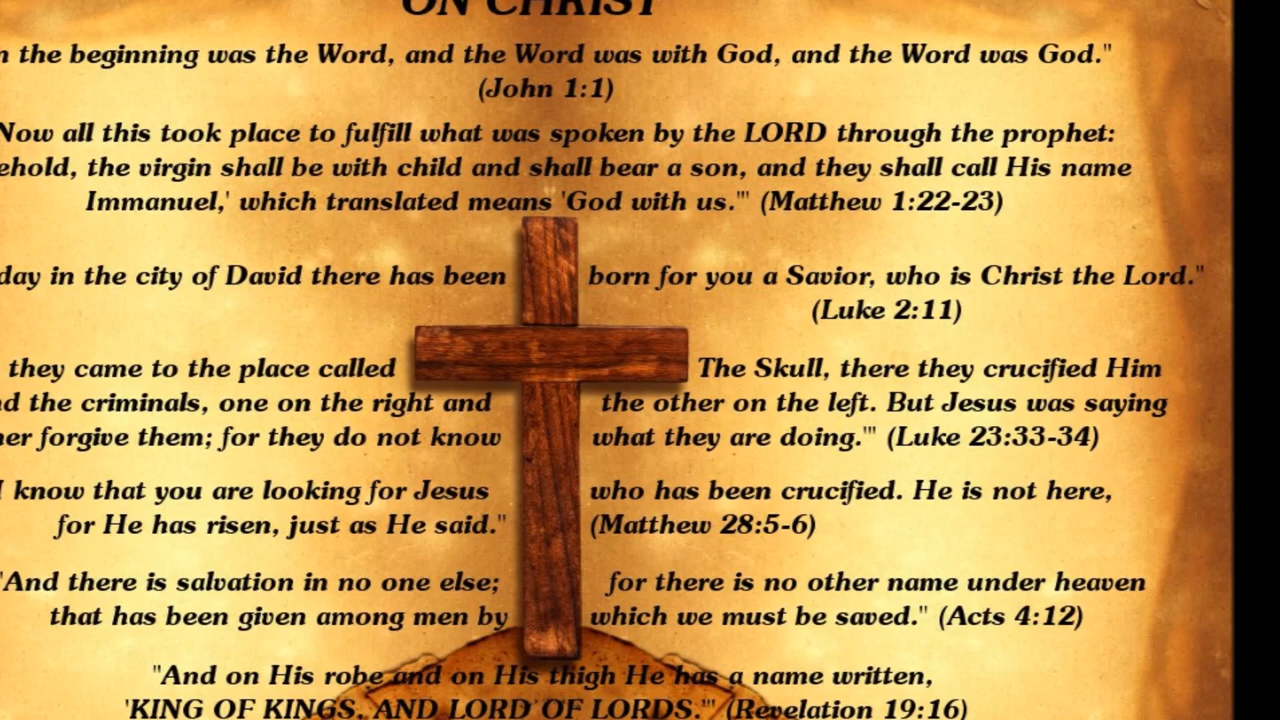 ON CHRIST
the beginning was the Word, and the Word was with God, and the Word was God."
(John 1:1)
Now all this took place to fulfill what was spoken by the LORD through the prophet:
ehold, the virgin shall be with child and shall bear a son, and they shall call His name
Immanuel,' which translated means 'God with us.'" (Matthew 1:22-23)
day in the city of David there has been born for you a Savior, who is Christ the Lord."
(Luke 2:11)
they came to the place called The Skull, there they crucified Him
d the criminals, one on the right and the other on the left. But Jesus was saying
er forgive them; for they do not know what they are doing.'" (Luke 23:33-34)
I know that you are looking for Jesus who has been crucified. He is not here,
for He has risen, just as He said." (Matthew 28:5-6)
"And there is salvation in no one else; for there is no other name under heaven
that has been given among men by which we must be saved." (Acts 4:12)
"And on His robe and on His thigh He has a name written,
'KING OF KINGS, AND LORD OF LORDS.'" (Revelation 19:16)